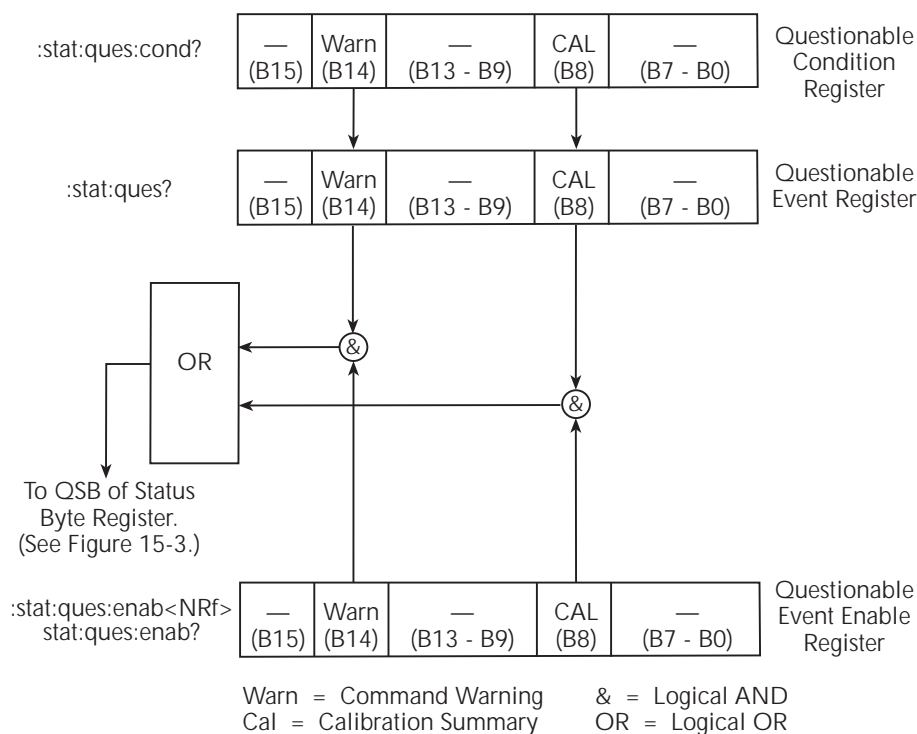 :stat:ques:cond?
—
(B15)
Warn
(B14)
—
(B13 - B9)
CAL
(B8)
—
(B7 - B0)
Questionable
Condition
Register
:stat:ques?
—
(B15)
Warn
(B14)
—
(B13 - B9)
CAL
(B8)
—
(B7 - B0)
Questionable
Event Register
OR
&
&
To QSB of Status
Byte Register.
(See Figure 15-3.)
:stat:ques:enab<NRf>
stat:ques:enab?
—
(B15)
Warn
(B14)
—
(B13 - B9)
CAL
(B8)
—
(B7 - B0)
Questionable
Event Enable
Register
Warn = Command Warning
& = Logical AND
Cal = Calibration Summary
OR = Logical OR